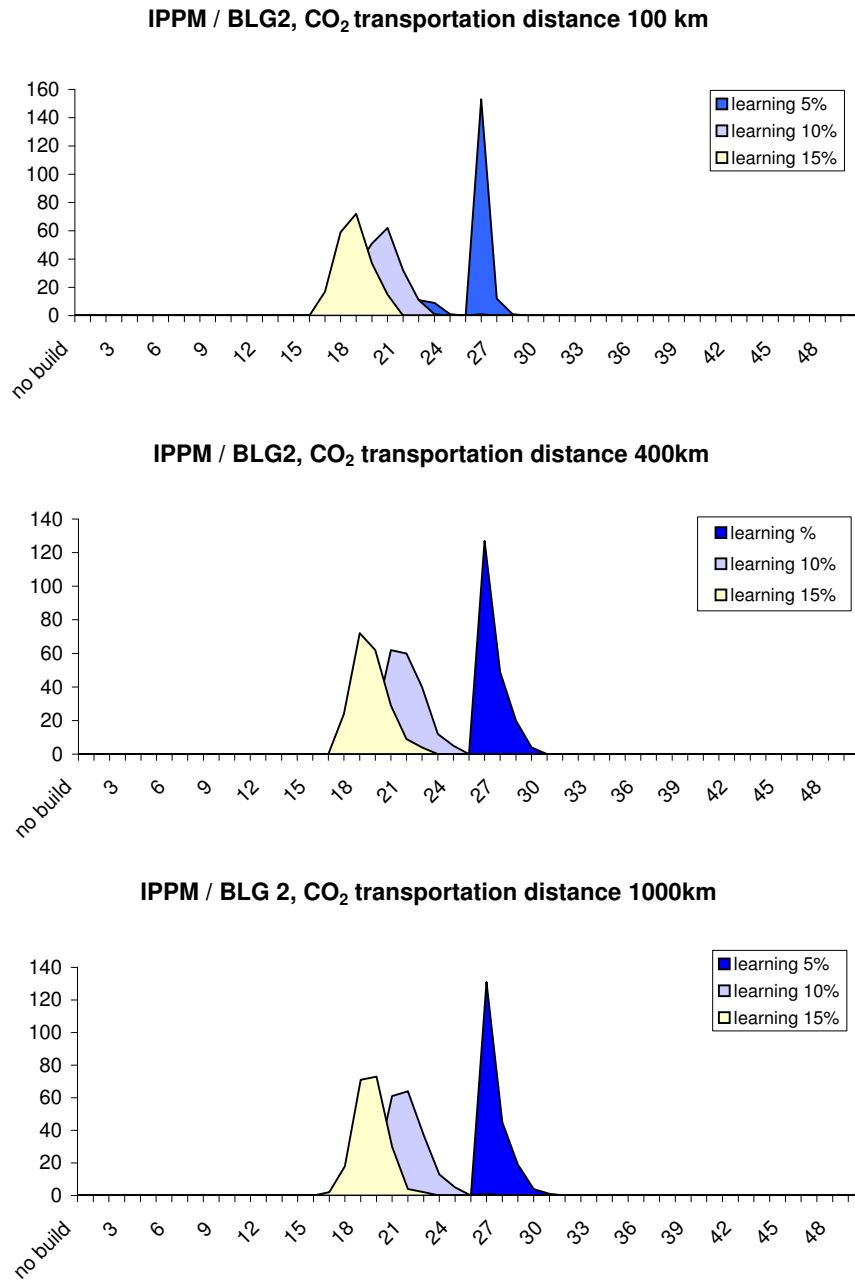 IPPM / BLG2, CO₂ transportation distance 100 km
160
140
120
100
80
60
40
20
0
learning 5%
learning 10%
learning 15%
no build 3 6 9 12 15 18 21 24 27 30 33 36 39 42 45 48
IPPM / BLG2, CO₂ transportation distance 400km
140
120
100
80
60
40
20
0
learning %
learning 10%
learning 15%
no build 3 6 9 12 15 18 21 24 27 30 33 36 39 42 45 48
IPPM / BLG 2, CO₂ transportation distance 1000km
140
120
100
80
60
40
20
0
learning 5%
learning 10%
learning 15%
no build 3 6 9 12 15 18 21 24 27 30 33 36 39 42 45 48